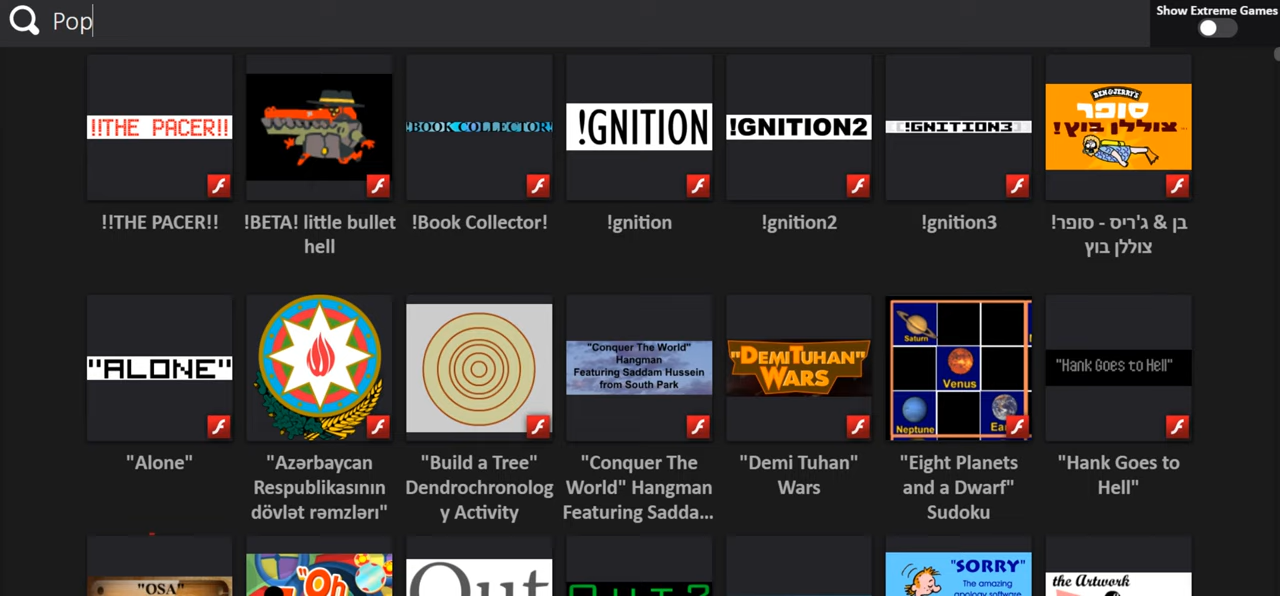 Pop
Show Extreme Games
!!THE PACER!!
!BOOK COLLECTOR!
!GNITION
!GNITION2
!GNITION3
BEN & JERRY'S
סופר
צוללן בוץ!
!!THE PACER!!
!BETA! little bullet
hell
!Book Collector!
!gnition
!gnition2
!gnition3
בן & ג'ריס - סופר!
צוללן בוץ
"ALONE"
"Conquer The World"
Hangman
Featuring Saddam Hussein
from South Park
"DEMITUHAN"
WARS
Saturn
Venus
Neptune
Ea
"Hank Goes to Hell"
"Alone"
"Azərbaycan
Respublikasının
dövlət rəmzləri"
"Build a Tree"
Dendrochronolog
y Activity
"Conquer The
World" Hangman
Featuring Sadda...
"Demi Tuhan"
Wars
"Eight Planets
and a Dwarf"
Sudoku
"Hank Goes to
Hell"
"OSA"
"Oh
Out
"SORRY"
The amazing
apology software
the Artwork